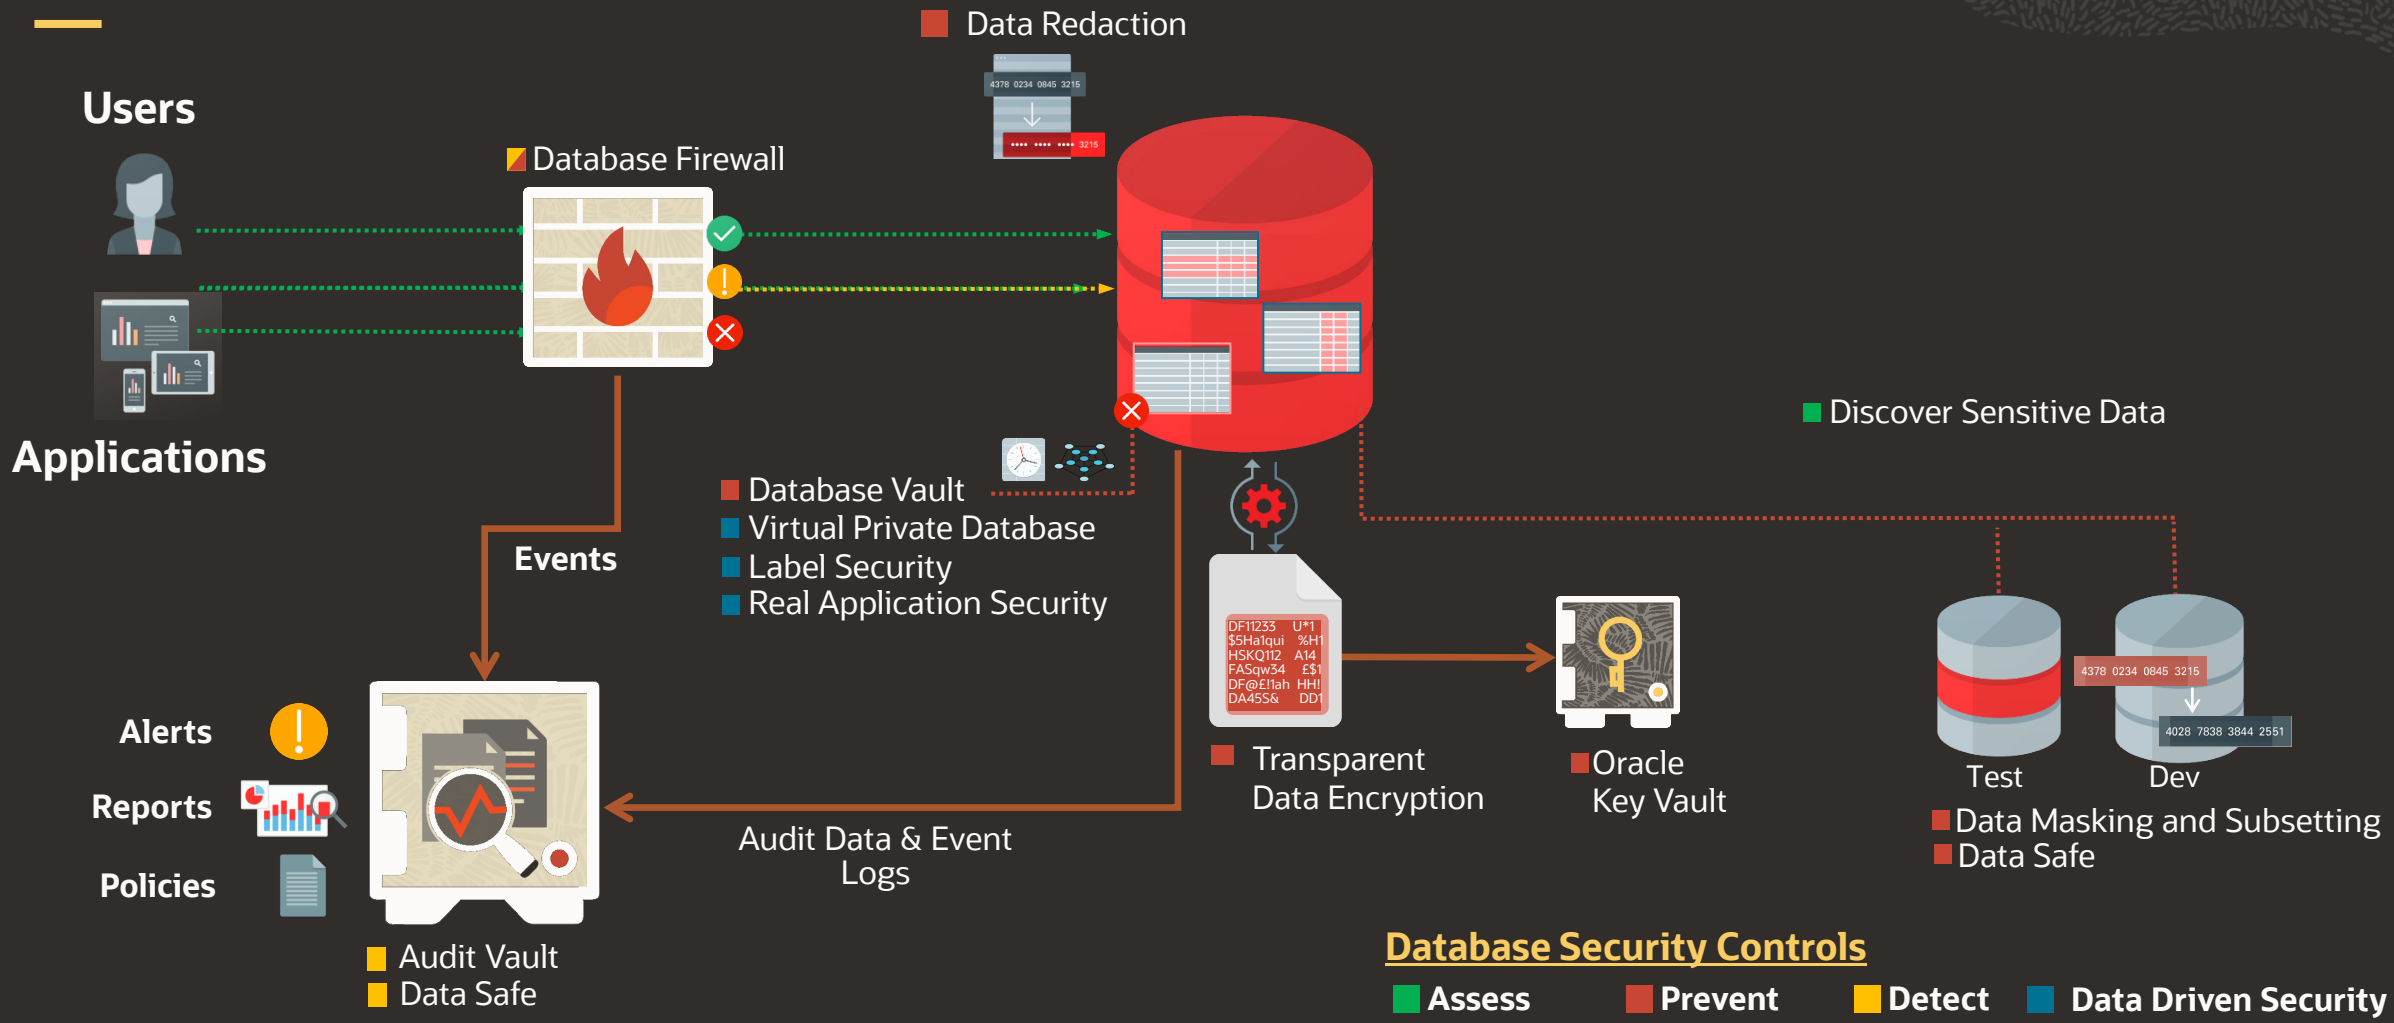 Data Redaction
4378 0234 0845 3215
•••• •••• •••• 3215
Users
Database Firewall
Applications
Discover Sensitive Data
Database Vault
Virtual Private Database
Label Security
Real Application Security
Events
DF11233 U*1
$5Ha1qui %H1
HSKQ112 A14
FASqw34 £$1
DF@£!1ah HH!
DA45S& DD1
4378 0234 0845 3215
4028 7838 3844 2551
Alerts
Reports
Policies
Transparent
Data Encryption
Oracle
Key Vault
Test
Dev
Data Masking and Subsetting
Data Safe
Audit Data & Event
Logs
Audit Vault
Data Safe
Database Security Controls
Assess
Prevent
Detect
Data Driven Security